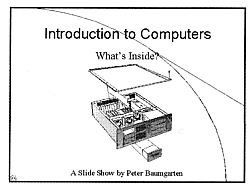 Introduction to Computers
What's Inside?
A Slide Show by Peter Baumgarten